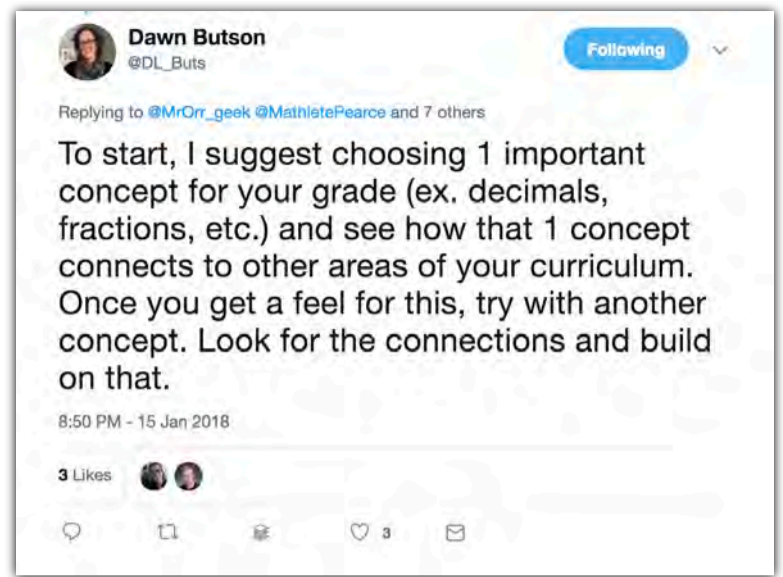 Dawn Butson
@DL_Buts
Following
Replying to @MrOrr_geek @MathletePearce and 7 others
To start, I suggest choosing 1 important
concept for your grade (ex. decimals,
fractions, etc.) and see how that 1 concept
connects to other areas of your curriculum.
Once you get a feel for this, try with another
concept. Look for the connections and build
on that.
8:50 PM - 15 Jan 2018
3 Likes
3